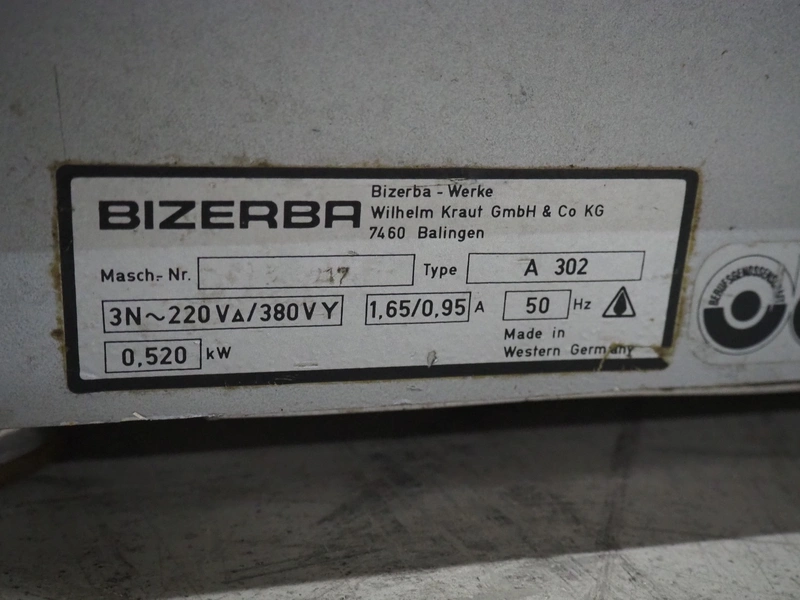 BIZERBA
Bizerba - Werke
Wilhelm Kraut GmbH & Co KG
7460 Balingen
Masch.- Nr.
Type A 302
3N~220V△/380VY 1,65/0,95 A 50 Hz
0,520 kW
Made in
Western Germany
BERUFSGENOSSENSCHAFT